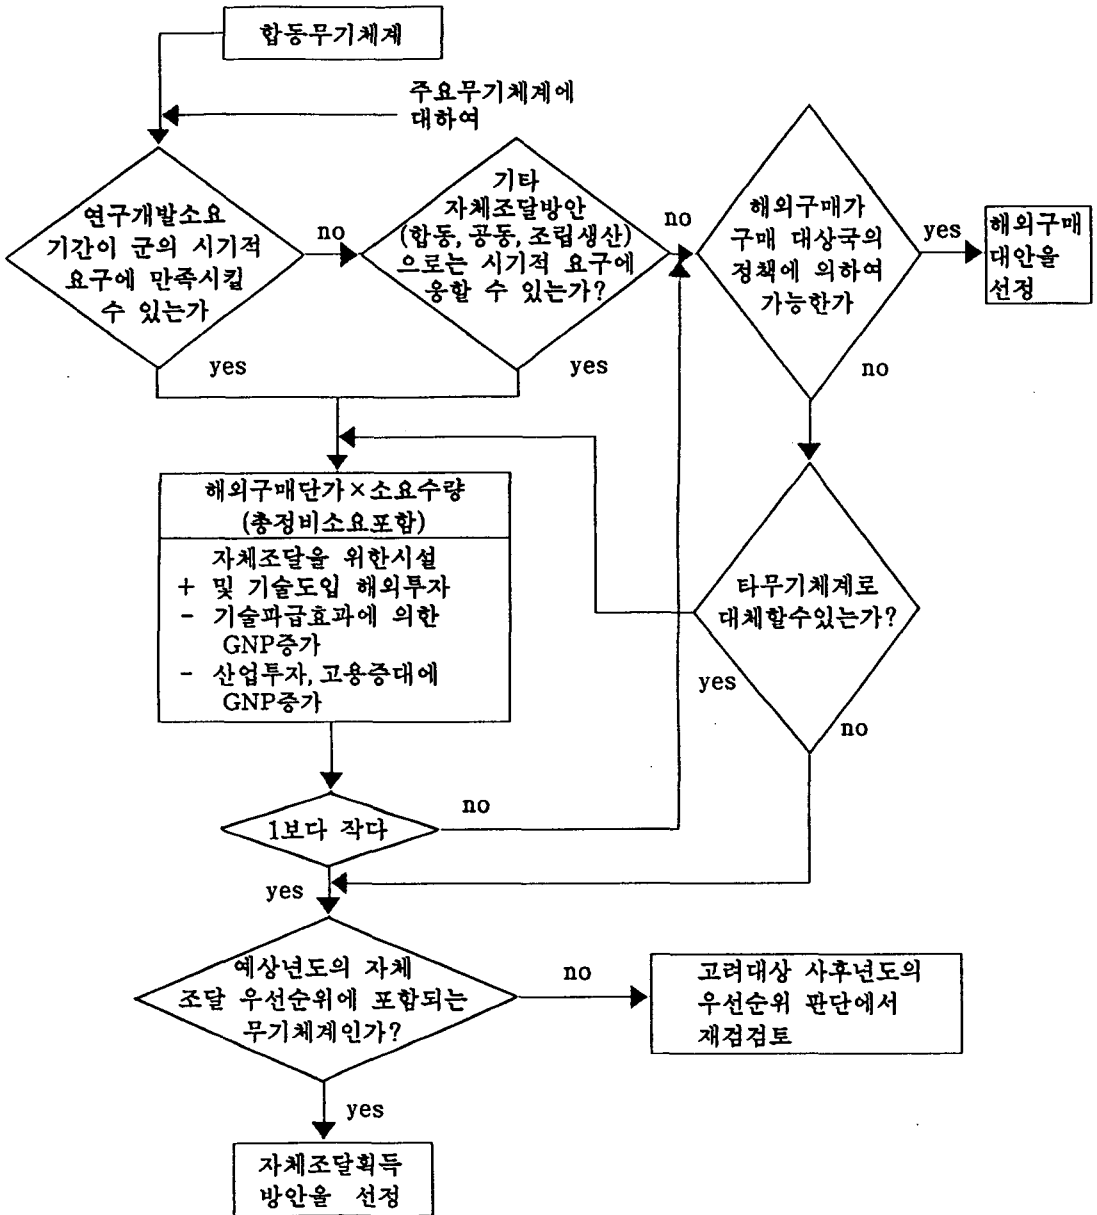 합동무기체계
주요무기체계에
대하여
연구개발소요
기간이 군의 시기적
요구에 만족시킬
수 있는가
no
yes
기타
자체조달방안
(합동, 공동, 조립생산)
으로는 시기적 요구에
응할 수 있는가?
no
yes
해외구매가
구매 대상국의
정책에 의하여
가능한가
yes
no
해외구매
대안을
선정
해외구매단가×소요수량
(총정비소요포함)
자체조달을 위한시설
+ 및 기술도입 해외투자
- 기술파급효과에 의한
GNP증가
- 산업투자, 고용증대에
GNP증가
타무기체계로
대체할수있는가?
yes
no
1보다 작다
no
yes
예상년도의 자체
조달 우선순위에 포함되는
무기체계인가?
no
고려대상 사후년도의
우선순위 판단에서
재점검토
yes
자체조달획득
방안을 선정